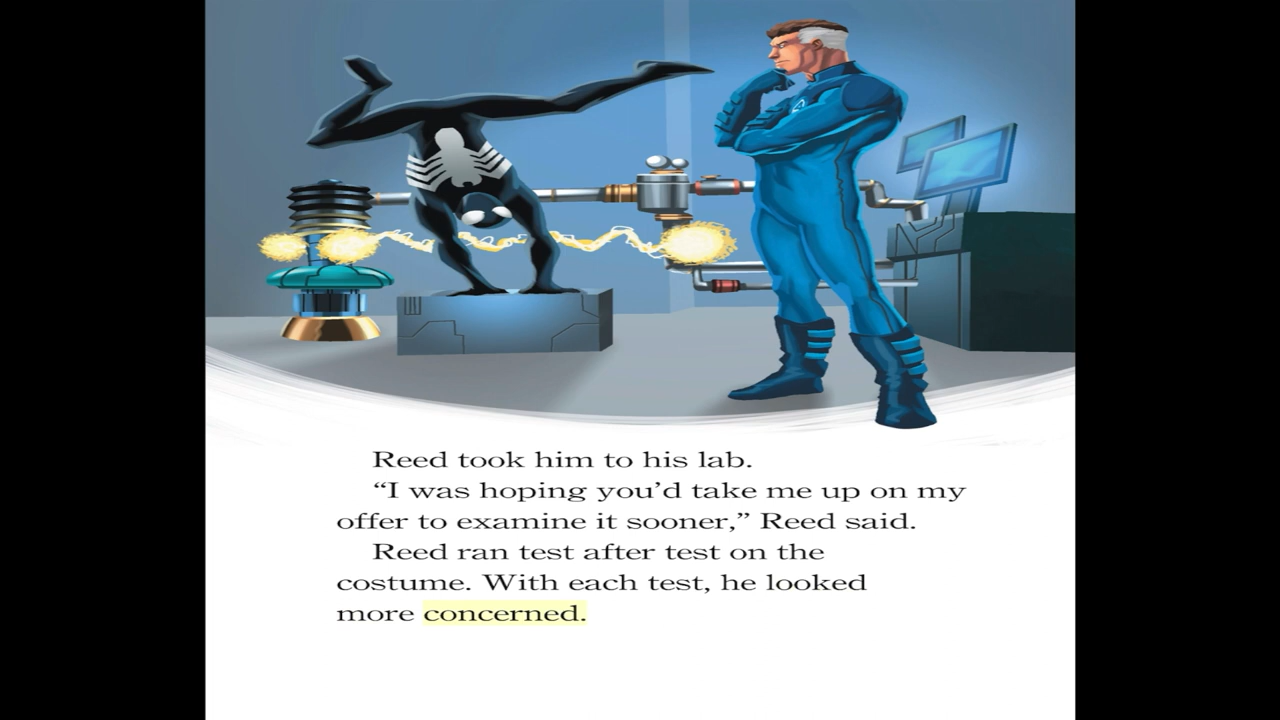 Reed took him to his lab.
“I was hoping you’d take me up on my
offer to examine it sooner,” Reed said.
Reed ran test after test on the
costume. With each test, he looked
more concerned.